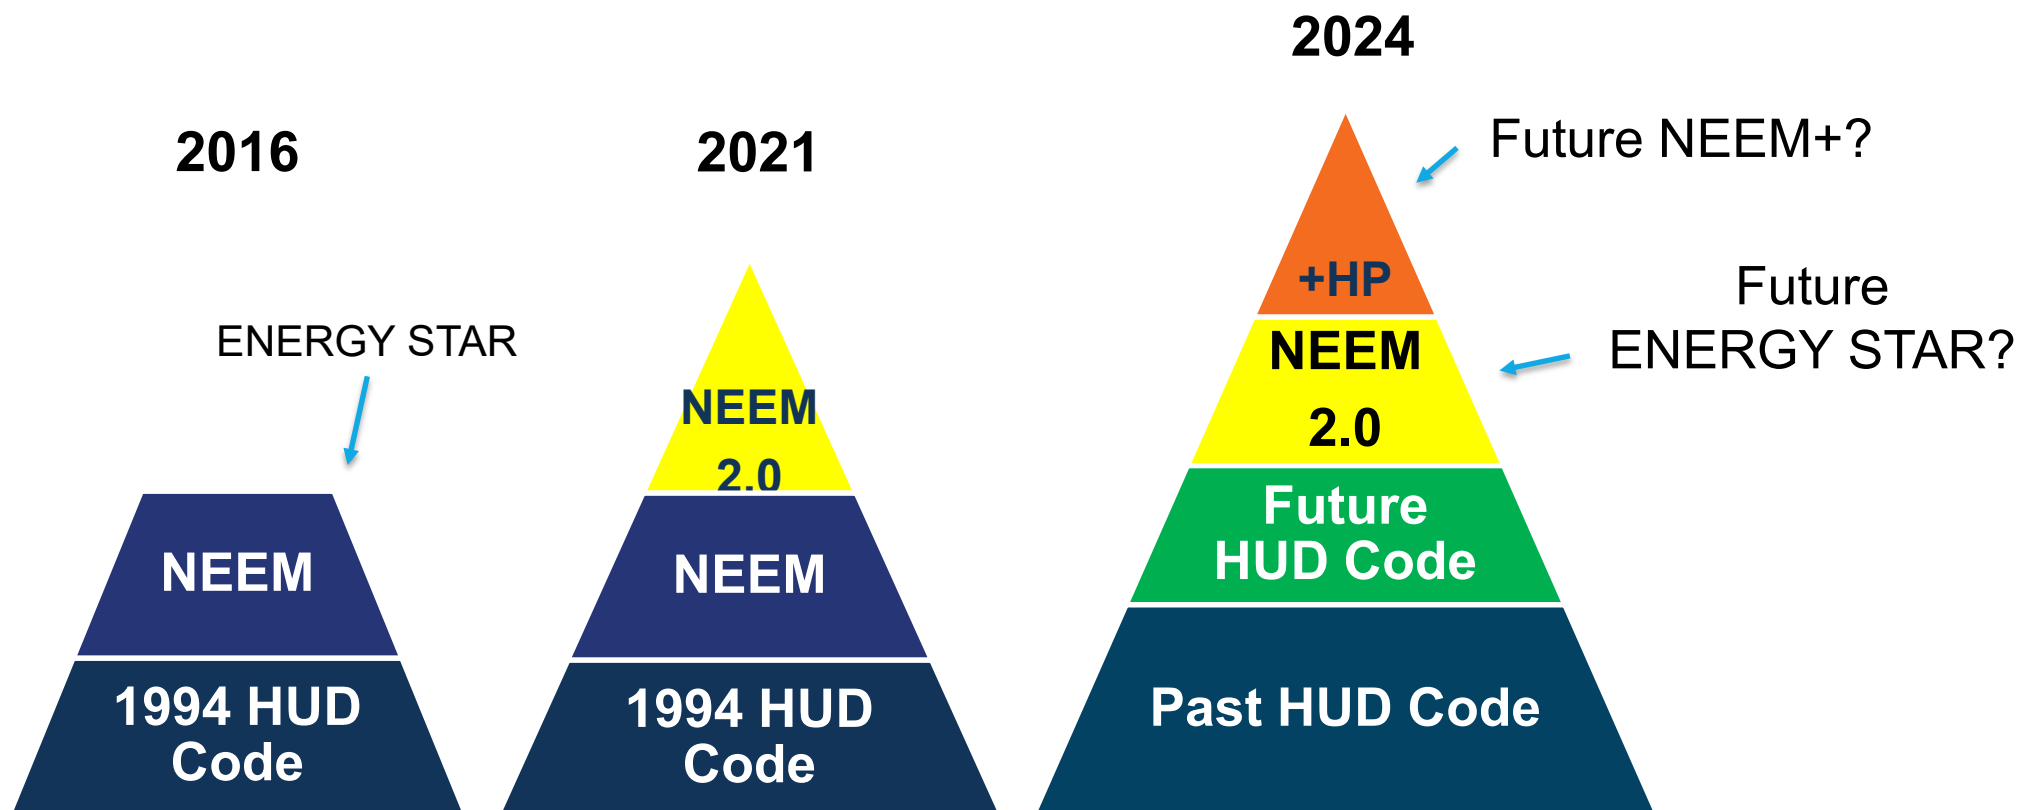 2016
ENERGY STAR
NEEM
1994 HUD
Code
2021
NEEM
2.0
NEEM
1994 HUD
Code
2024
Future NEEM+?
+HP
Future
ENERGY STAR?
NEEM
2.0
Future
HUD Code
Past HUD Code